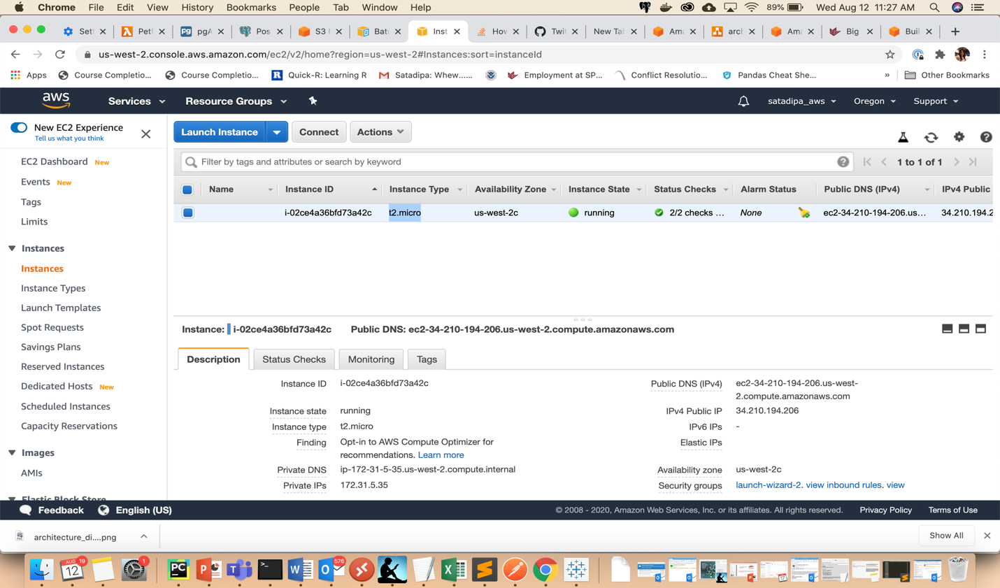 Chrome File Edit View History Bookmarks People Tab Window Help 89% Wed Aug 12 11:27 AM
Set Petf pgA Pos S3 M Batc Inst How Twit New Tab Ama arch Ama Big Buil
us-west-2.console.aws.amazon.com/ec2/v2/home?region=us-west-2#Instances:sort=instanceId
Apps Course Completio... Course Completio... Quick-R: Learning R Satadipa: Whew...... Employment at SP... Conflict Resolutio... Pandas Cheat She... » Other Bookmarks
aws Services Resource Groups satadipa_aws Oregon Support
New EC2 Experience
Tell us what you think
EC2 Dashboard New
Events New
Tags
Limits
Instances
Instances
Instance Types
Launch Templates
Spot Requests
Savings Plans
Reserved Instances
Dedicated Hosts New
Scheduled Instances
Capacity Reservations
Images
AMIs
Elastic Block Store
Launch Instance Connect Actions
Filter by tags and attributes or search by keyword 1 to 1 of 1
Name Instance ID Instance Type Availability Zone Instance State Status Checks Alarm Status Public DNS (IPv4) IPv4 Public
i-02ce4a36bfd73a42c t2.micro us-west-2c running 2/2 checks ... None ec2-34-210-194-206.us... 34.210.194.2
Instance: i-02ce4a36bfd73a42c Public DNS: ec2-34-210-194-206.us-west-2.compute.amazonaws.com
Description Status Checks Monitoring Tags
Instance ID i-02ce4a36bfd73a42c
Instance state running
Instance type t2.micro
Finding Opt-in to AWS Compute Optimizer for
recommendations. Learn more
Private DNS ip-172-31-5-35.us-west-2.compute.internal
Private IPs 172.31.5.35
Public DNS (IPv4) ec2-34-210-194-206.us-west-
2.compute.amazonaws.com
IPv4 Public IP 34.210.194.206
IPv6 IPs -
Elastic IPs
Availability zone us-west-2c
Security groups launch-wizard-2. view inbound rules. view
Feedback English (US) © 2008 - 2020, Amazon Web Services, Inc. or its affiliates. All rights reserved. Privacy Policy Terms of Use
architecture_di....png Show All
AUG 12 19 1 PC P T W 576 X